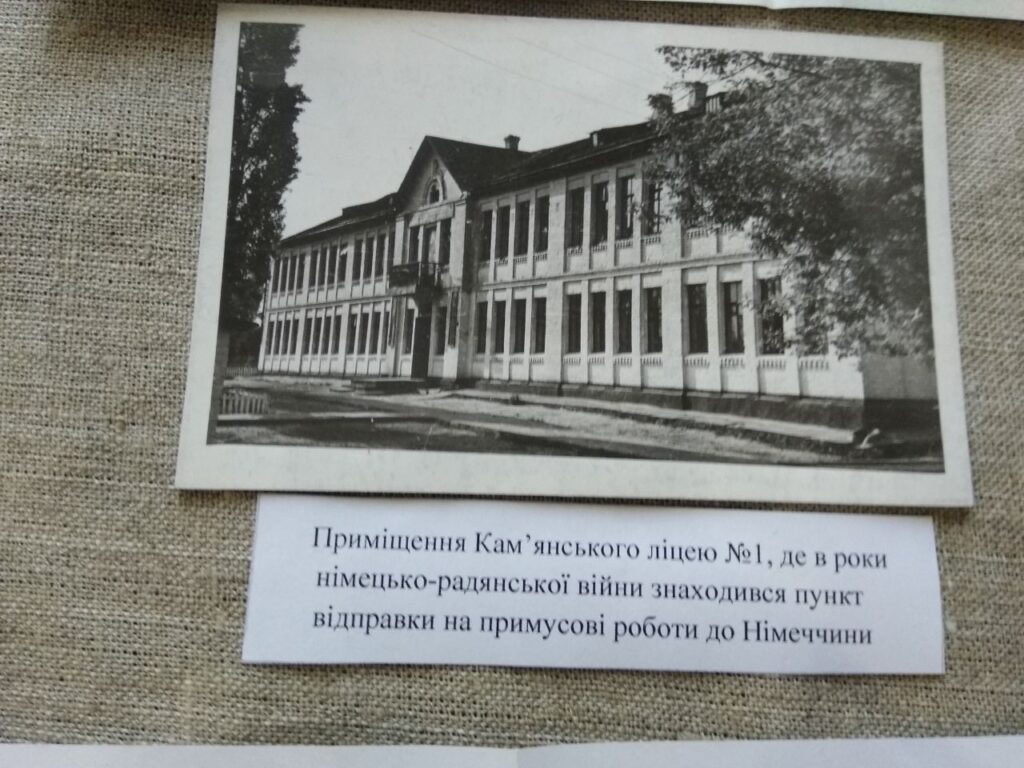 Приміщення Кам’янського ліцею №1, де в роки
німецько-радянської війни знаходився пункт
відправки на примусові роботи до Німеччини